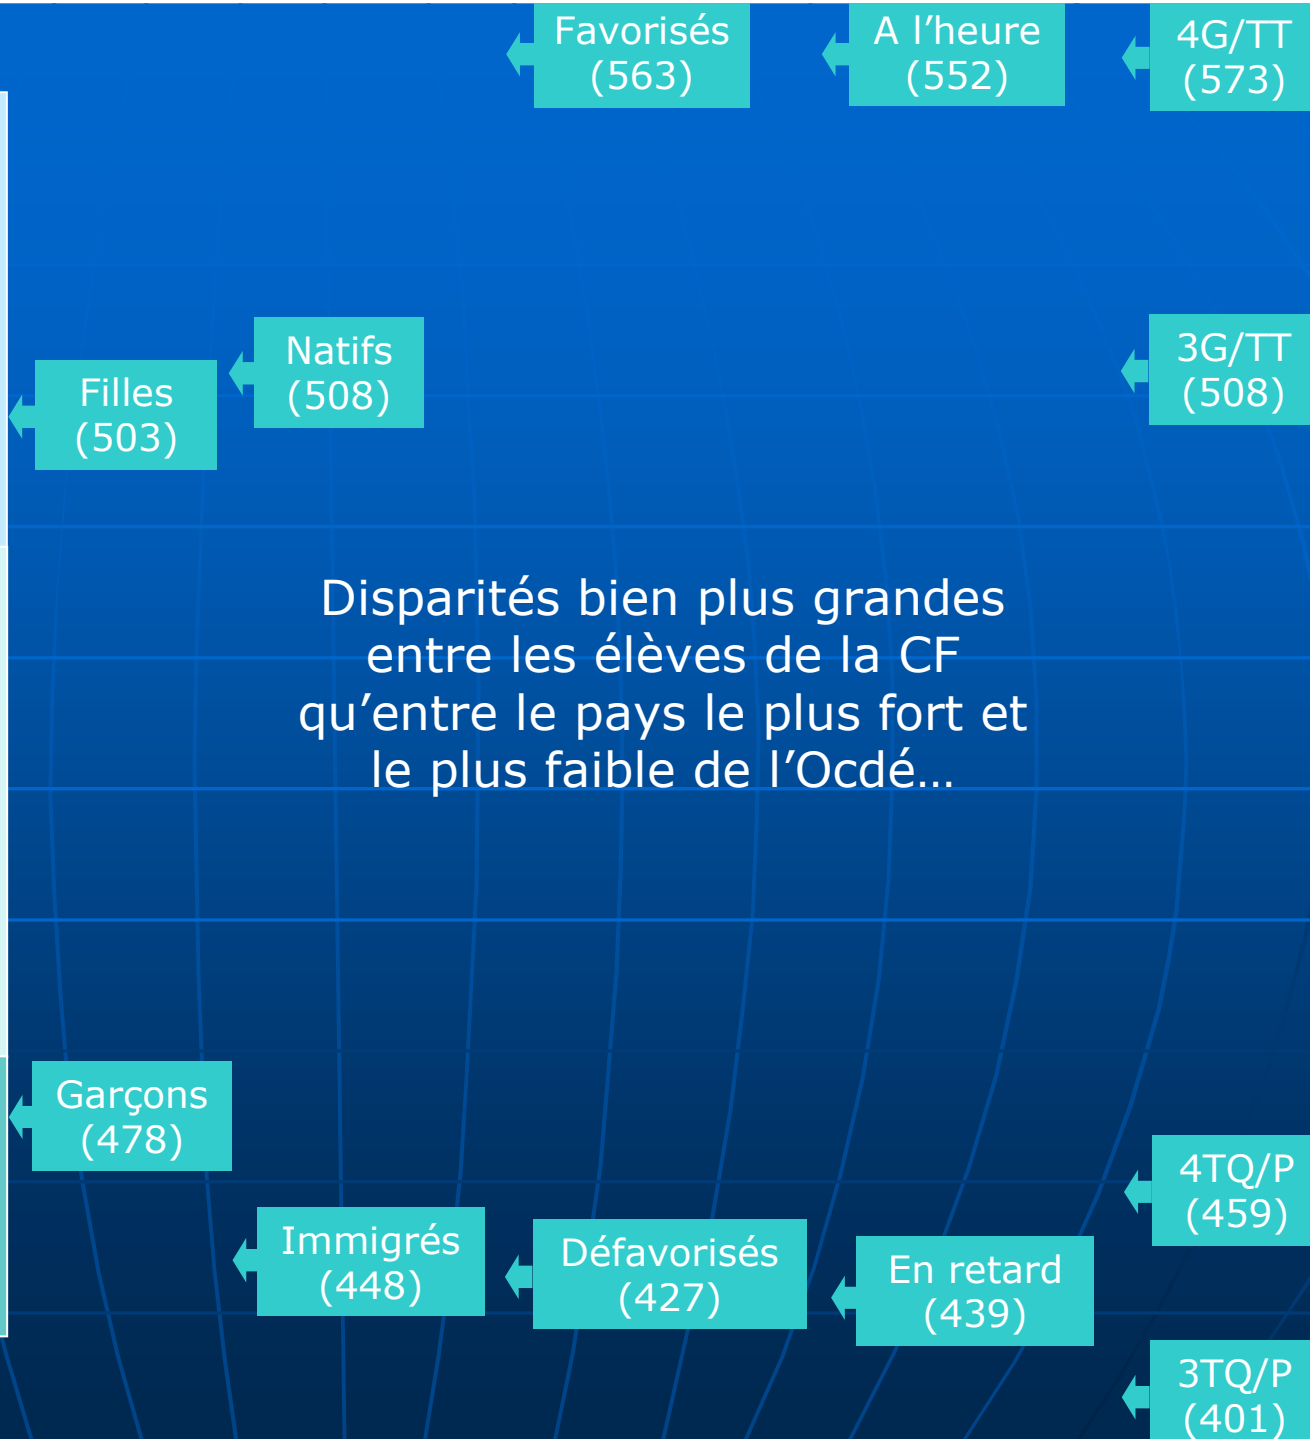 Favorisés
(563)
A l’heure
(552)
4G/TT
(573)
Natifs
(508)
3G/TT
(508)
Filles
(503)
Disparités bien plus grandes
entre les élèves de la CF
qu’entre le pays le plus fort et
le plus faible de l’Ocdé…
Garçons
(478)
4TQ/P
(459)
Immigrés
(448)
Défavorisés
(427)
En retard
(439)
3TQ/P
(401)